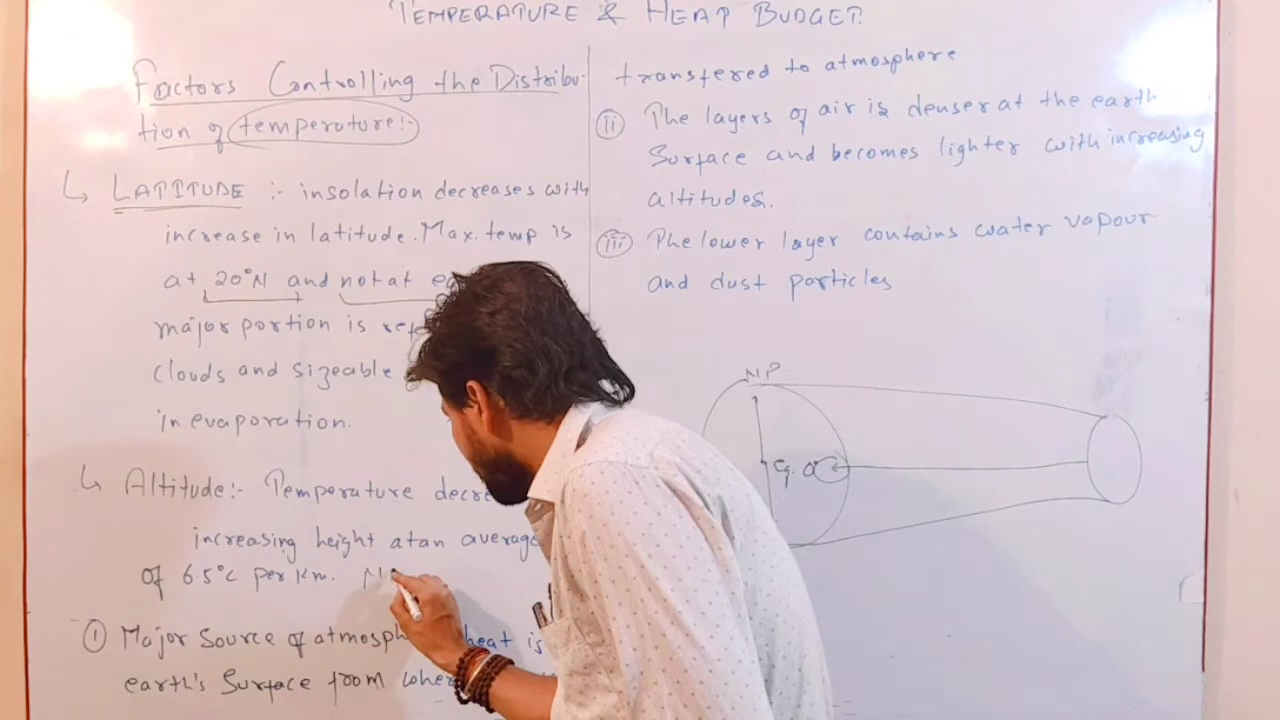 TEMPERATURE & HEAT BUDGET.
Factors Controlling the Distribu-
tion of temperature:-
↳ LATITUDE :- insolation decreases with
increase in latitude. Max. temp is
at 20°N and not at
major portion is
clouds and sizeable
in evaporation.
↳ Altitude:- Temperature
increasing height at an average
of 6.5°c per Km.
① Major Source of heat is
earth's Surface from
transfered to atmosphere
ⅱ The layers of air is denser at the earth
Surface and becomes lighter with increasing
altitudes.
ⅲ The lower layer contains water vapour.
and dust particles
N.P.
Eq. 0°